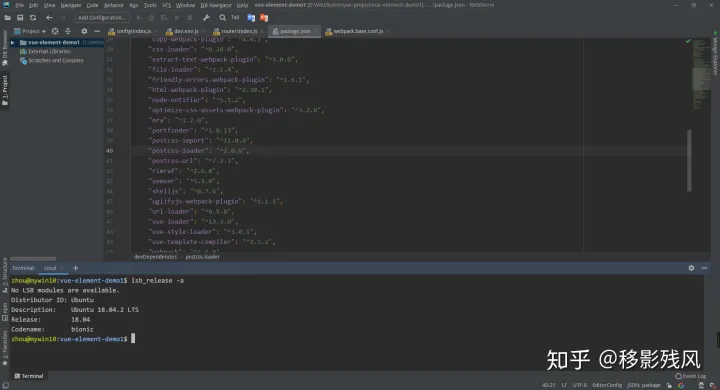 File Edit View Navigate Code Refactor Run Tools VCS Window Help
vue-element-demo1
package.json - WebStorm
Add Configuration...
Project
config\index.js
dev.env.js
router\index.js
package.json
webpack.base.conf.js
vue-element-demo1
External Libraries
Scratches and Consoles
"copy-webpack-plugin": "^4.0.1",
"css-loader": "^0.28.0",
"extract-text-webpack-plugin": "^3.0.0",
"file-loader": "^1.1.4",
"friendly-errors-webpack-plugin": "^1.6.1",
"html-webpack-plugin": "^2.30.1",
"node-notifier": "^5.1.2",
"optimize-css-assets-webpack-plugin": "^3.2.0",
"ora": "^1.2.0",
"portfinder": "^1.0.13",
"postcss-import": "^11.0.0",
40 "postcss-loader": "^2.0.8",
"postcss-url": "^7.2.1",
"rimraf": "^2.6.0",
"semver": "^5.3.0",
"shelljs": "^0.7.6",
"uglifyjs-webpack-plugin": "^1.1.1",
"url-loader": "^0.5.8",
"vue-loader": "^13.3.0",
"vue-style-loader": "^3.0.1",
"vue-template-compiler": "^2.5.2",
devDependencies › postcss-loader
Terminal: Local × +
zhou@mywin10:vue-element-demo1$ lsb_release -a
No LSB modules are available.
Distributor ID: Ubuntu
Description: Ubuntu 18.04.2 LTS
Release: 18.04
Codename: bionic
zhou@mywin10:vue-element-demo1$
Terminal
Event Log
40:21 LF UTF-8 EditorConfig JSON: package
1: Project
2: Structure
npm
2: Favorites
知乎 @移影残风